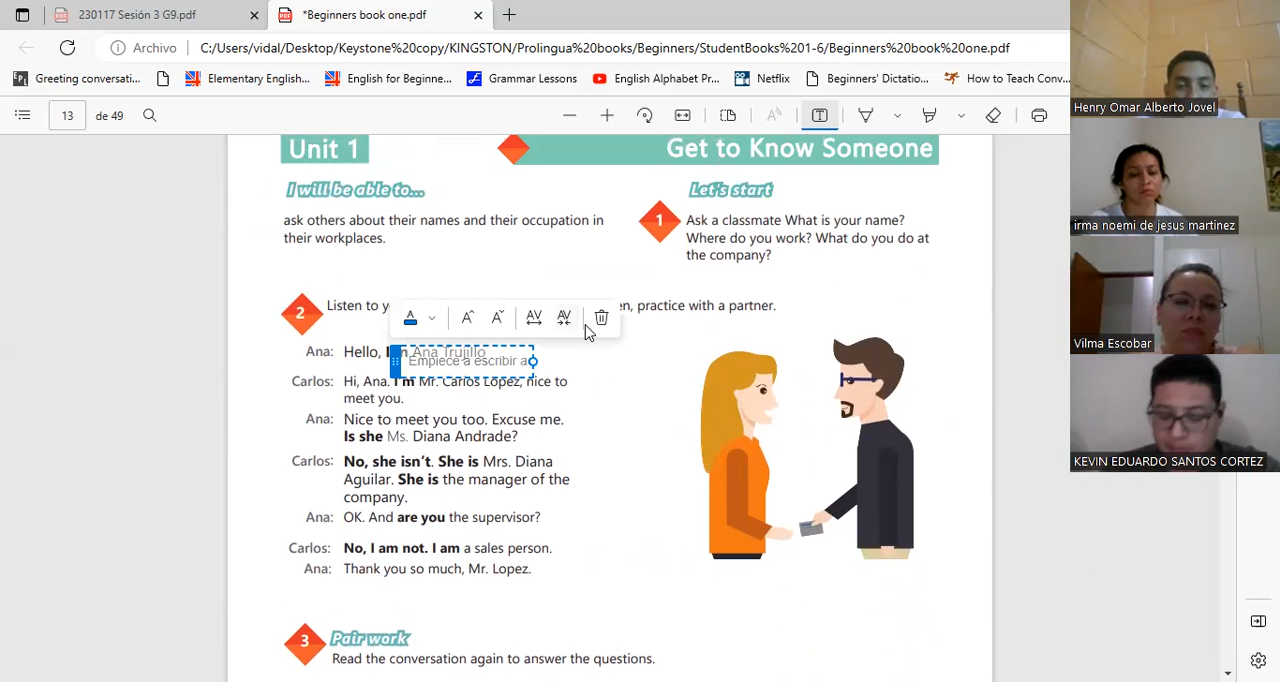 230117 Sesión 3 G9.pdf
*Beginners book one.pdf
Archivo
C:/Users/vidal/Desktop/Keystone%20copy/KINGSTON/Prolingua%20books/Beginners/StudentBooks%201-6/Beginners%20book%20one.pdf
Greeting conversati...
Elementary English...
English for Beginne...
Grammar Lessons
English Alphabet Pr...
Netflix
Beginners' Dictatio...
How to Teach Conv...
13 de 49
Unit 1
Get to Know Someone
I will be able to...
ask others about their names and their occupation in
their workplaces.
Let's start
1
Ask a classmate What is your name?
Where do you work? What do you do at
the company?
2
Listen to y
en, practice with a partner.
Empiece a escribir a
Ana: Hello, I'm Ana Trujillo
Carlos: Hi, Ana. I'm Mr. Carlos Lopez, nice to
meet you.
Ana: Nice to meet you too. Excuse me.
Is she Ms. Diana Andrade?
Carlos: No, she isn't. She is Mrs. Diana
Aguilar. She is the manager of the
company.
Ana: OK. And are you the supervisor?
Carlos: No, I am not. I am a sales person.
Ana: Thank you so much, Mr. Lopez.
3
Pair work
Read the conversation again to answer the questions.
Henry Omar Alberto Jovel
irma noemi de jesus martinez
Vilma Escobar
KEVIN EDUARDO SANTOS CORTEZ